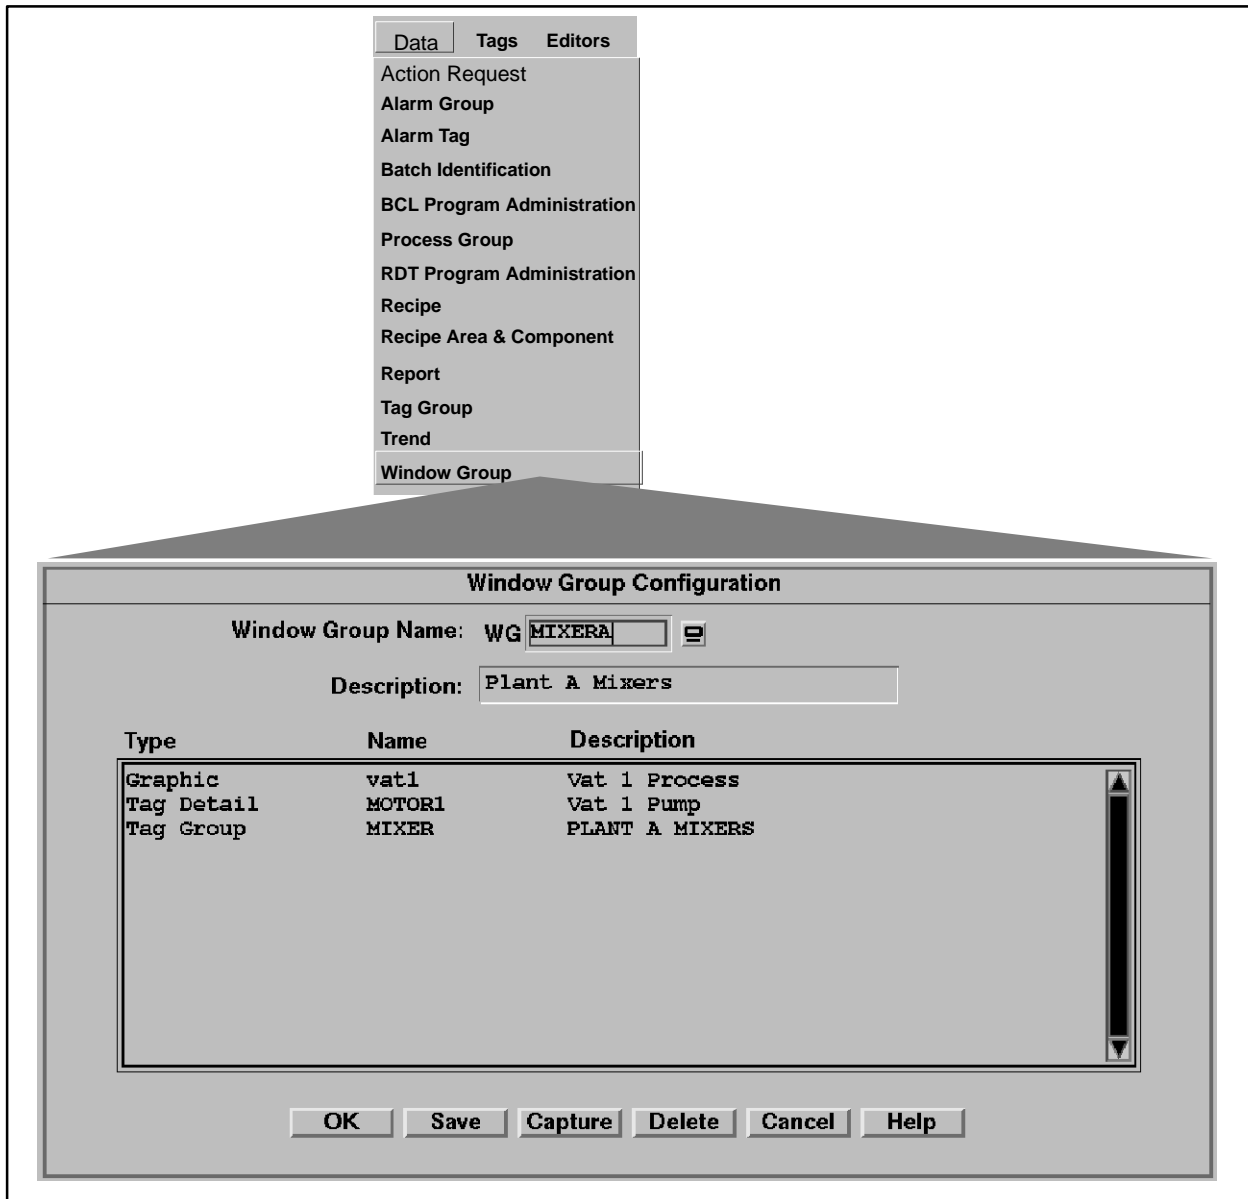 Data Tags Editors
Action Request
Alarm Group
Alarm Tag
Batch Identification
BCL Program Administration
Process Group
RDT Program Administration
Recipe
Recipe Area & Component
Report
Tag Group
Trend
Window Group
Window Group Configuration
Window Group Name: WG MIXERA
Description: Plant A Mixers
Type Name Description
Graphic vat1 Vat 1 Process
Tag Detail MOTOR1 Vat 1 Pump
Tag Group MIXER PLANT A MIXERS
OK Save Capture Delete Cancel Help